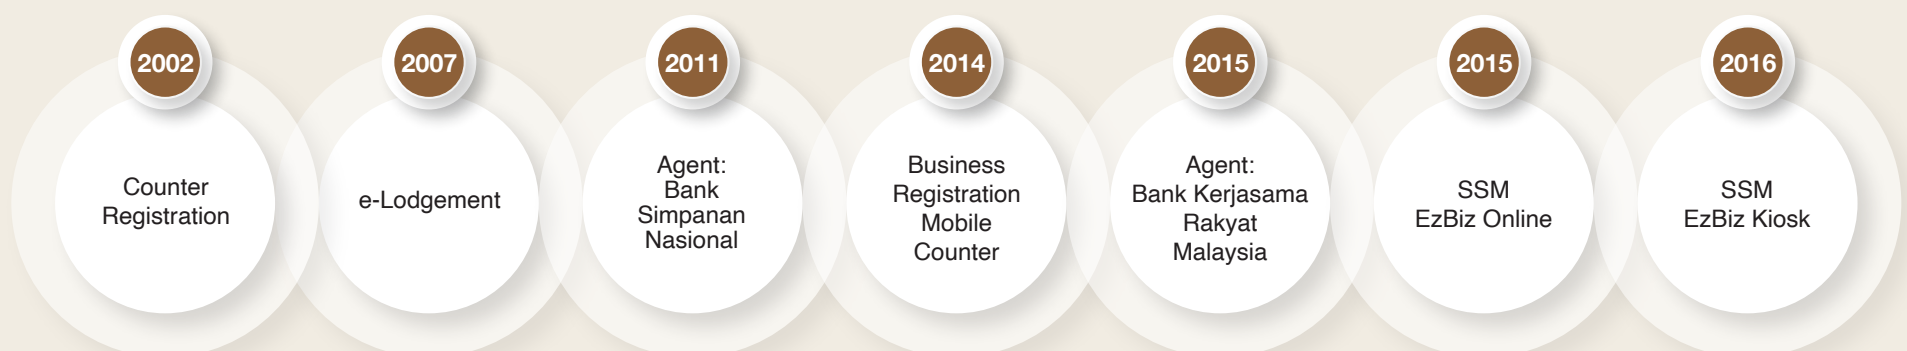 2002
Counter
Registration
2007
e-Lodgement
2011
Agent:
Bank
Simpanan
Nasional
2014
Business
Registration
Mobile
Counter
2015
Agent:
Bank Kerjasama
Rakyat
Malaysia
2015
SSM
EzBiz Online
2016
SSM
EzBiz Kiosk